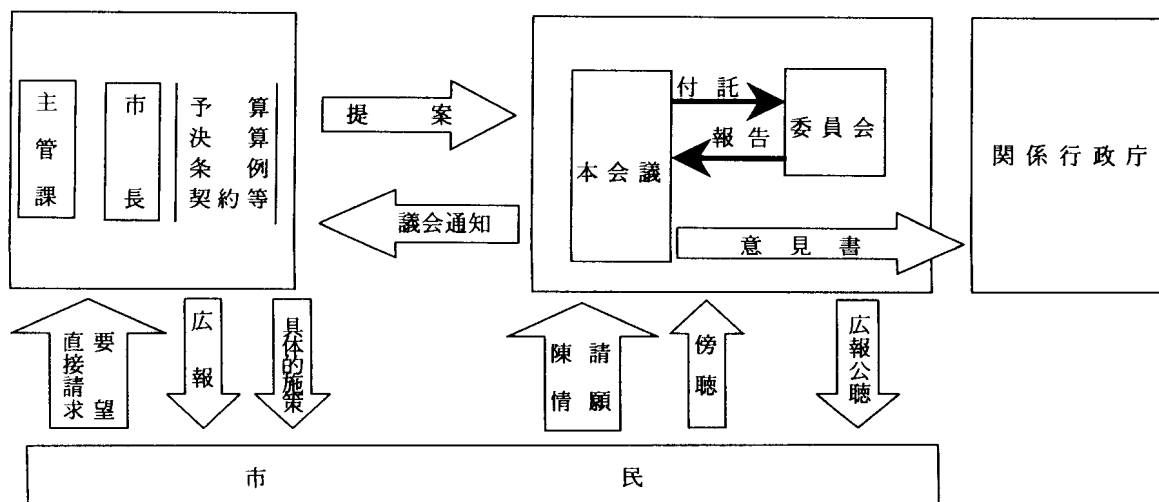 主管課
市長
予算
決算
条例
契約等
提案
議会通知
本会議
付託
報告
委員会
意見書
関係行政庁
要望
直接請求
広報
具体的施策
請願
陳情
傍聴
広報公聴
市民